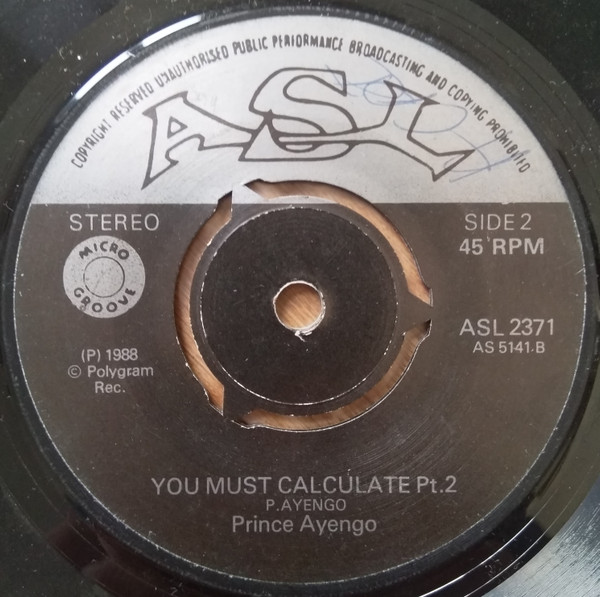 COPYRIGHT RESERVED UNAUTHORISED PUBLIC PERFORMANCE BROADCASTING AND COPYING PROHIBITED
ASL
STEREO
SIDE 2
45 RPM
MICRO
GROOVE
ASL 2371
AS 5141.B
(P) 1988
© Polygram
Rec.
YOU MUST CALCULATE Pt.2
P. AYENGO
Prince Ayengo